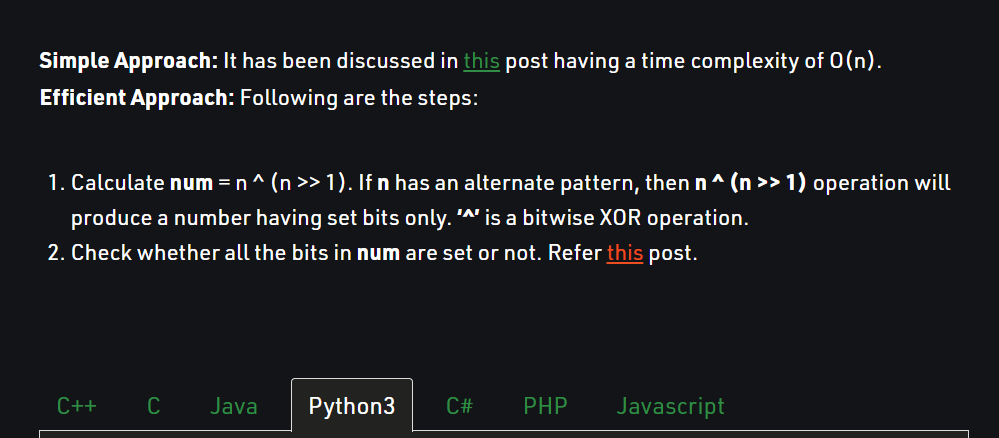 Simple Approach: It has been discussed in this post having a time complexity of O(n).
Efficient Approach: Following are the steps:
1. Calculate num = n ^ (n >> 1). If n has an alternate pattern, then n ^ (n >> 1) operation will
produce a number having set bits only. '^' is a bitwise XOR operation.
2. Check whether all the bits in num are set or not. Refer this post.
C++ C Java Python3 C# PHP Javascript